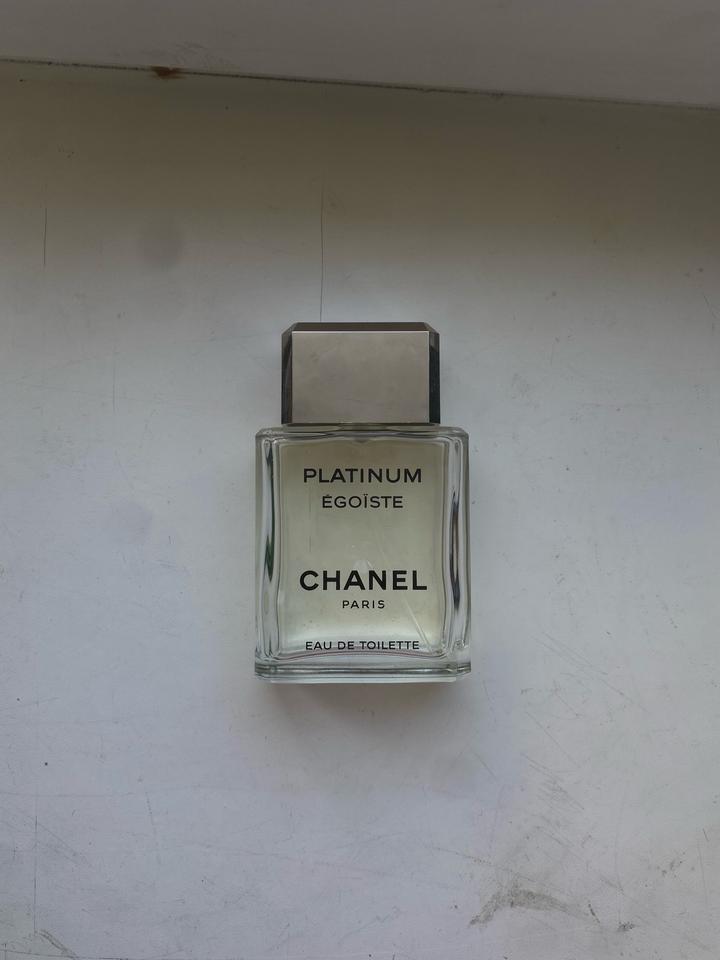 PLATINUM
ÉGOÏSTE
CHANEL
PARIS
EAU DE TOILETTE